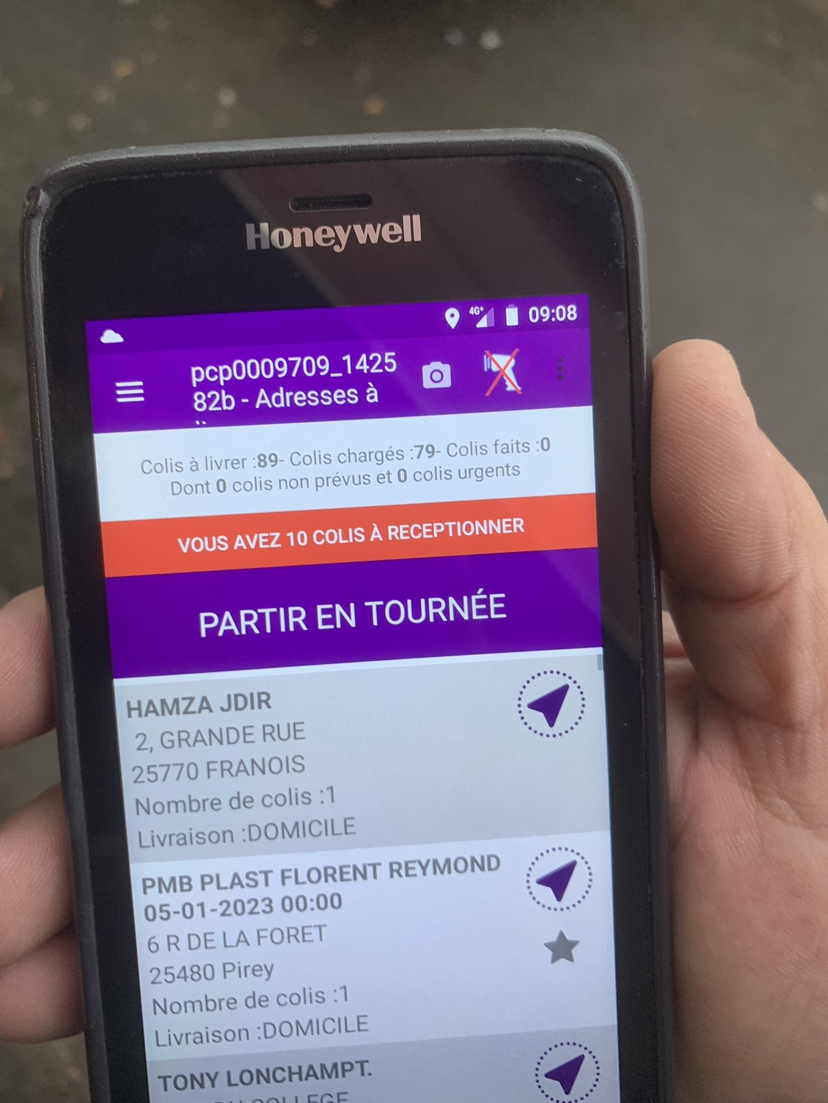 Honeywell
4G+ 09:08
pcp0009709_1425
82b - Adresses à
Colis à livrer :89- Colis chargés :79- Colis faits :0
Dont 0 colis non prévus et 0 colis urgents
VOUS AVEZ 10 COLIS À RECEPTIONNER
PARTIR EN TOURNÉE
HAMZA JDIR
2, GRANDE RUE
25770 FRANOIS
Nombre de colis :1
Livraison :DOMICILE
PMB PLAST FLORENT REYMOND
05-01-2023 00:00
6 R DE LA FORET
25480 Pirey
Nombre de colis :1
Livraison :DOMICILE
TONY LONCHAMPT.
DU COLLEGE